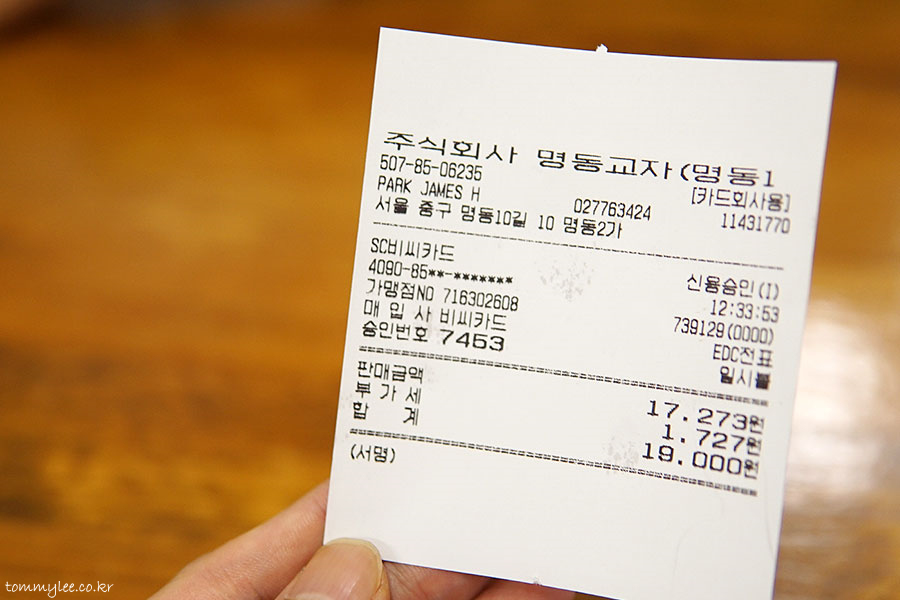 주식회사 명동교자(명동1
507-85-06235 [카드회사용]
PARK JAMES H 027763424 11431770
서울 중구 명동10길 10 명동2가
SC비씨카드 신용승인(I)
4090-85**-******* 12:33:53
가맹점NO 716302608 739129(0000)
매 입 사 비씨카드 EDC전표
승인번호 7453 일시불
판매금액 17.273원
부 가 세 1.727원
합 계 19.000원
(서명)
tommylee.co.kr